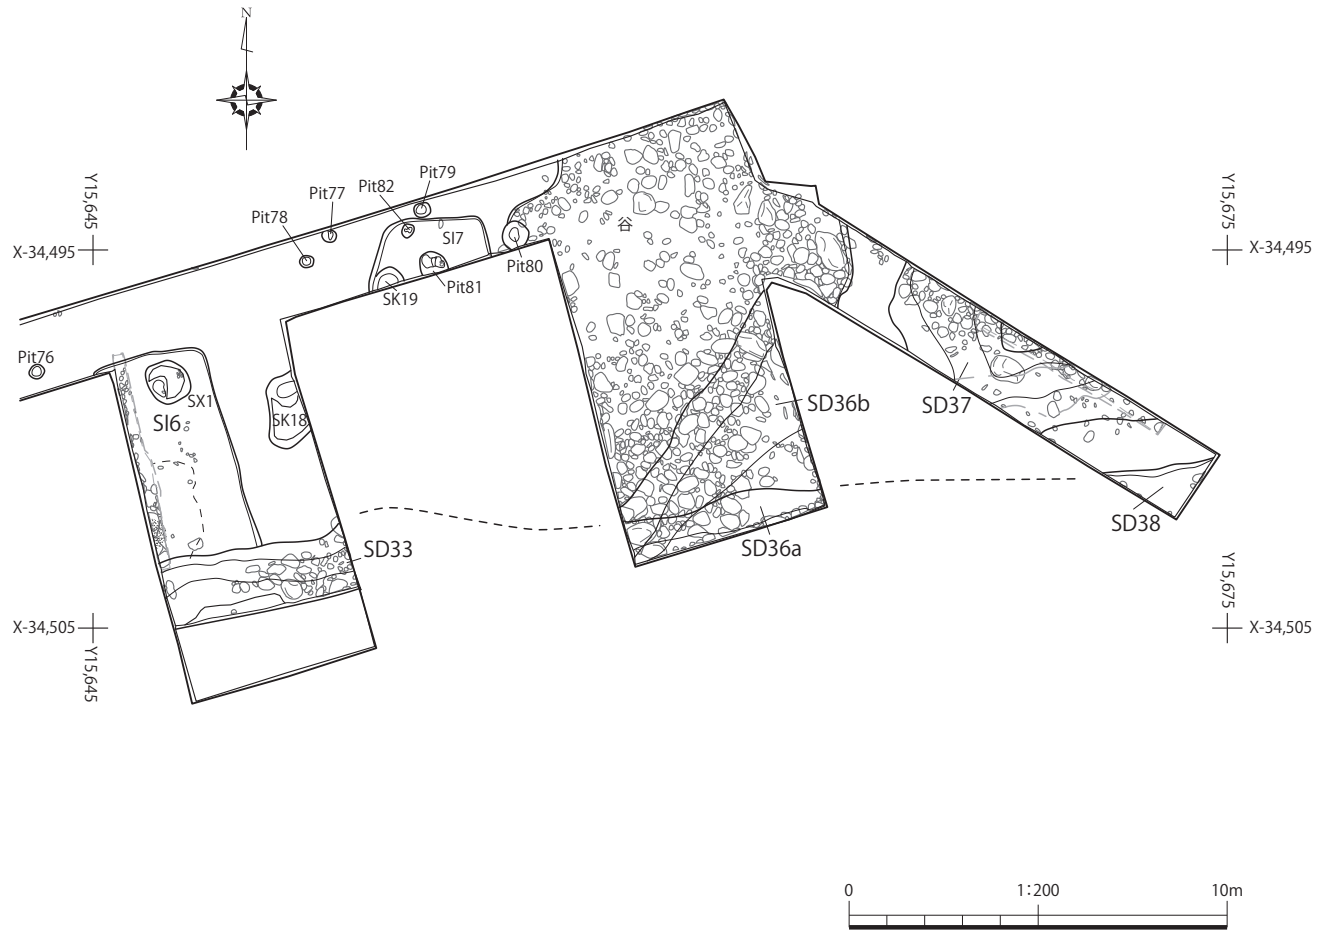 N
Y15,645
X-34,495
Pit79
Pit82
Pit77
Pit78
SI7
谷
Pit80
Pit81
SK19
Y15,675
X-34,495
Pit76
SX1
SI6
SK18
SD36b
SD37
SD38
SD33
SD36a
X-34,505
Y15,645
Y15,675
X-34,505
0 1:200 10m